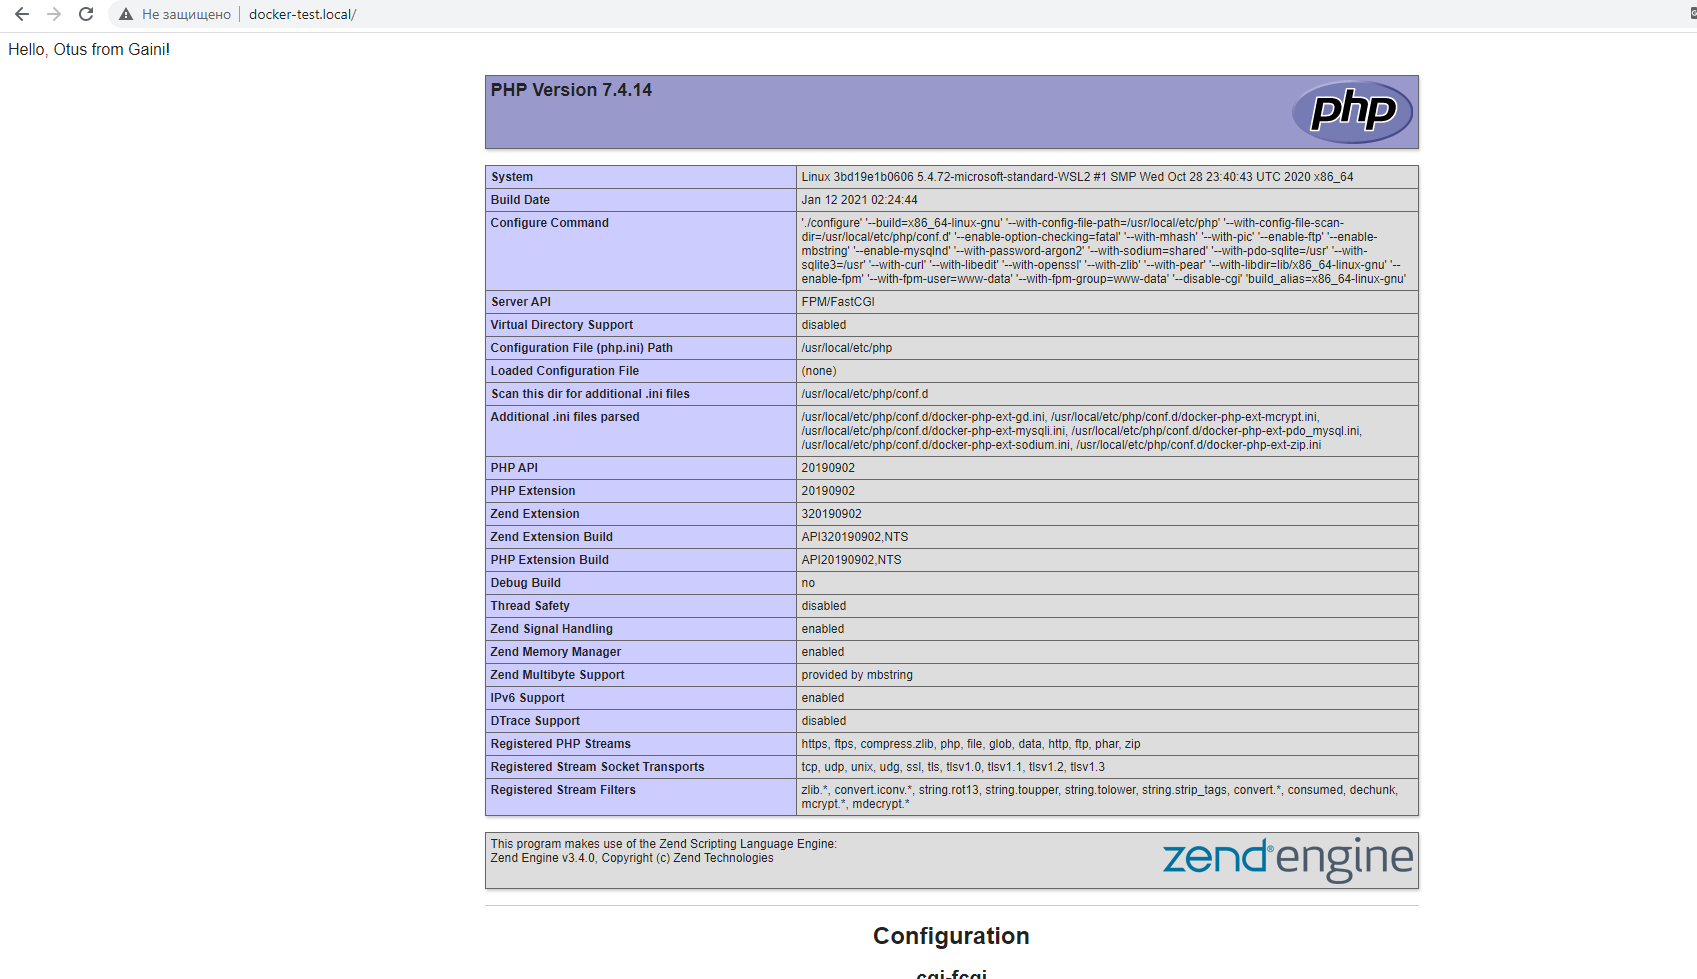 Не защищено docker-test.local/
Hello, Otus from Gaini!
PHP Version 7.4.14
php
System Linux 3bd19e1b0606 5.4.72-microsoft-standard-WSL2 #1 SMP Wed Oct 28 23:40:43 UTC 2020 x86_64
Build Date Jan 12 2021 02:24:44
Configure Command './configure' '--build=x86_64-linux-gnu' '--with-config-file-path=/usr/local/etc/php' '--with-config-file-scan-
dir=/usr/local/etc/php/conf.d' '--enable-option-checking=fatal' '--with-mhash' '--with-pic' '--enable-ftp' '--enable-
mbstring' '--enable-mysqlnd' '--with-password-argon2' '--with-sodium=shared' '--with-pdo-sqlite=/usr' '--with-
sqlite3=/usr' '--with-curl' '--with-libedit' '--with-openssl' '--with-zlib' '--with-pear' '--with-libdir=lib/x86_64-linux-gnu' '--
enable-fpm' '--with-fpm-user=www-data' '--with-fpm-group=www-data' '--disable-cgi' 'build_alias=x86_64-linux-gnu'
Server API FPM/FastCGI
Virtual Directory Support disabled
Configuration File (php.ini) Path /usr/local/etc/php
Loaded Configuration File (none)
Scan this dir for additional .ini files /usr/local/etc/php/conf.d
Additional .ini files parsed /usr/local/etc/php/conf.d/docker-php-ext-gd.ini, /usr/local/etc/php/conf.d/docker-php-ext-mcrypt.ini,
/usr/local/etc/php/conf.d/docker-php-ext-mysqli.ini, /usr/local/etc/php/conf.d/docker-php-ext-pdo_mysql.ini,
/usr/local/etc/php/conf.d/docker-php-ext-sodium.ini, /usr/local/etc/php/conf.d/docker-php-ext-zip.ini
PHP API 20190902
PHP Extension 20190902
Zend Extension 320190902
Zend Extension Build API320190902,NTS
PHP Extension Build API20190902,NTS
Debug Build no
Thread Safety disabled
Zend Signal Handling enabled
Zend Memory Manager enabled
Zend Multibyte Support provided by mbstring
IPv6 Support enabled
DTrace Support disabled
Registered PHP Streams https, ftps, compress.zlib, php, file, glob, data, http, ftp, phar, zip
Registered Stream Socket Transports tcp, udp, unix, udg, ssl, tls, tlsv1.0, tlsv1.1, tlsv1.2, tlsv1.3
Registered Stream Filters zlib.*, convert.iconv.*, string.rot13, string.toupper, string.tolower, string.strip_tags, convert.*, consumed, dechunk,
mcrypt.*, mdecrypt.*
This program makes use of the Zend Scripting Language Engine:
Zend Engine v3.4.0, Copyright (c) Zend Technologies
zend® engine
Configuration
cgi-fcgi